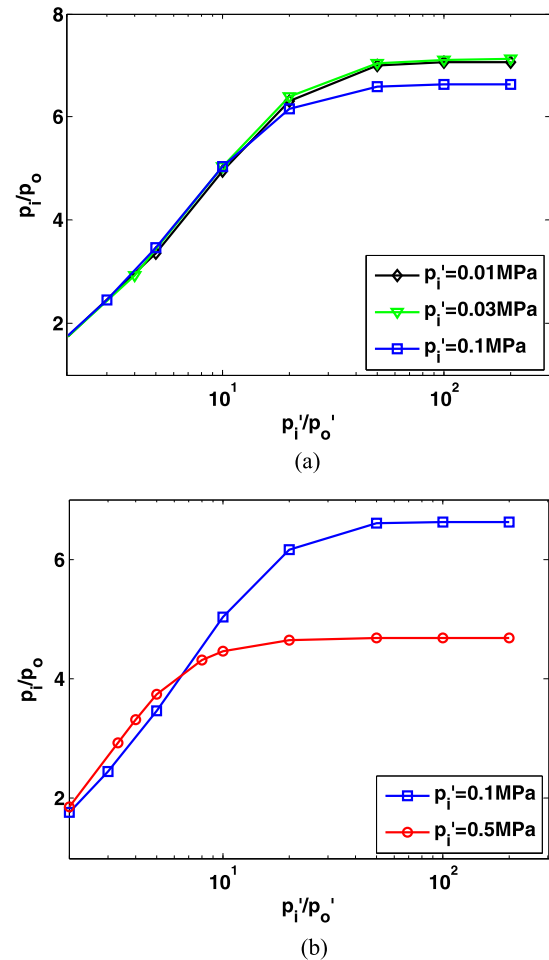 8
6
4
2
p_i/p_o
p_i'=0.01MPa
p_i'=0.03MPa
p_i'=0.1MPa
10^1
10^2
p_i'/p_o'
(a)
6
4
2
p_i/p_o
p_i'=0.1MPa
p_i'=0.5MPa
10^1
10^2
p_i'/p_o'
(b)